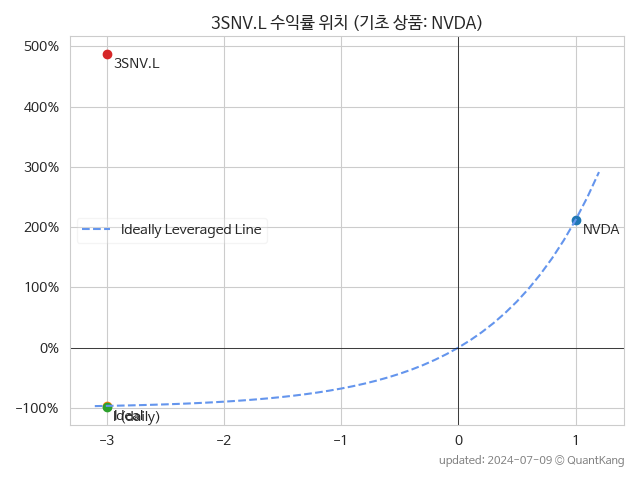 3SNV.L 수익률 위치 (기초 상품: NVDA)
500%
3SNV.L
400%
300%
200%
Ideally Leveraged Line
NVDA
100%
0%
−100%
(daily)
−3
−2
−1
0
1
updated: 2024-07-09 © QuantKang